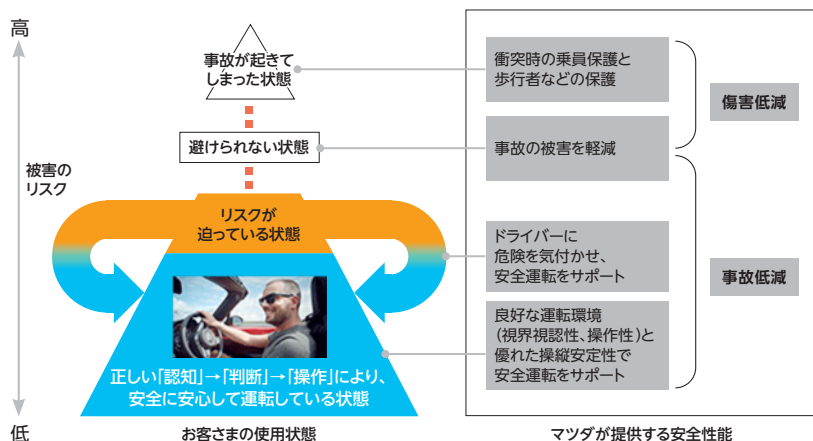 高
被害の
リスク
低
事故が起きて
しまった状態
避けられない状態
リスクが
迫っている状態
正しい「認知」→「判断」→「操作」により、
安全に安心して運転している状態
お客さまの使用状態
衝突時の乗員保護と
歩行者などの保護
事故の被害を軽減
ドライバーに
危険を気付かせ、
安全運転をサポート
良好な運転環境
（視界視認性、操作性）と
優れた操縦安定性で
安全運転をサポート
傷害低減
事故低減
マツダが提供する安全性能